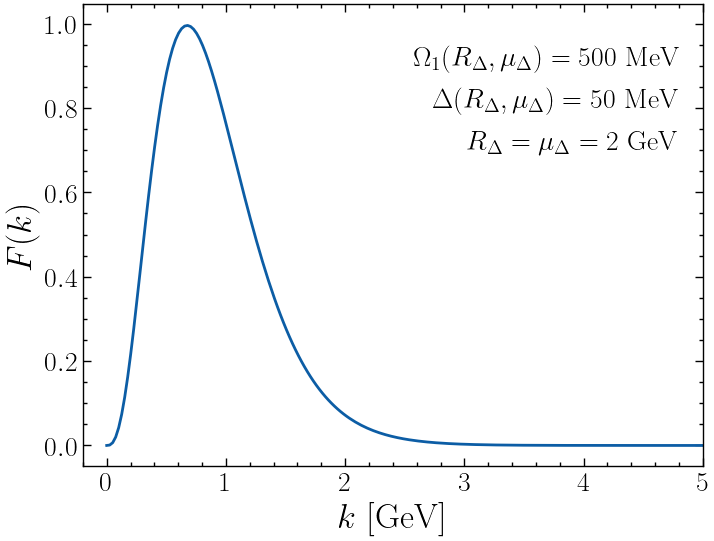 1.0
0.8
0.6
0.4
0.2
0.0
F(k)
Ω₁(R_Δ, μ_Δ) = 500 MeV
Δ(R_Δ, μ_Δ) = 50 MeV
R_Δ = μ_Δ = 2 GeV
0 1 2 3 4 5
k [GeV]